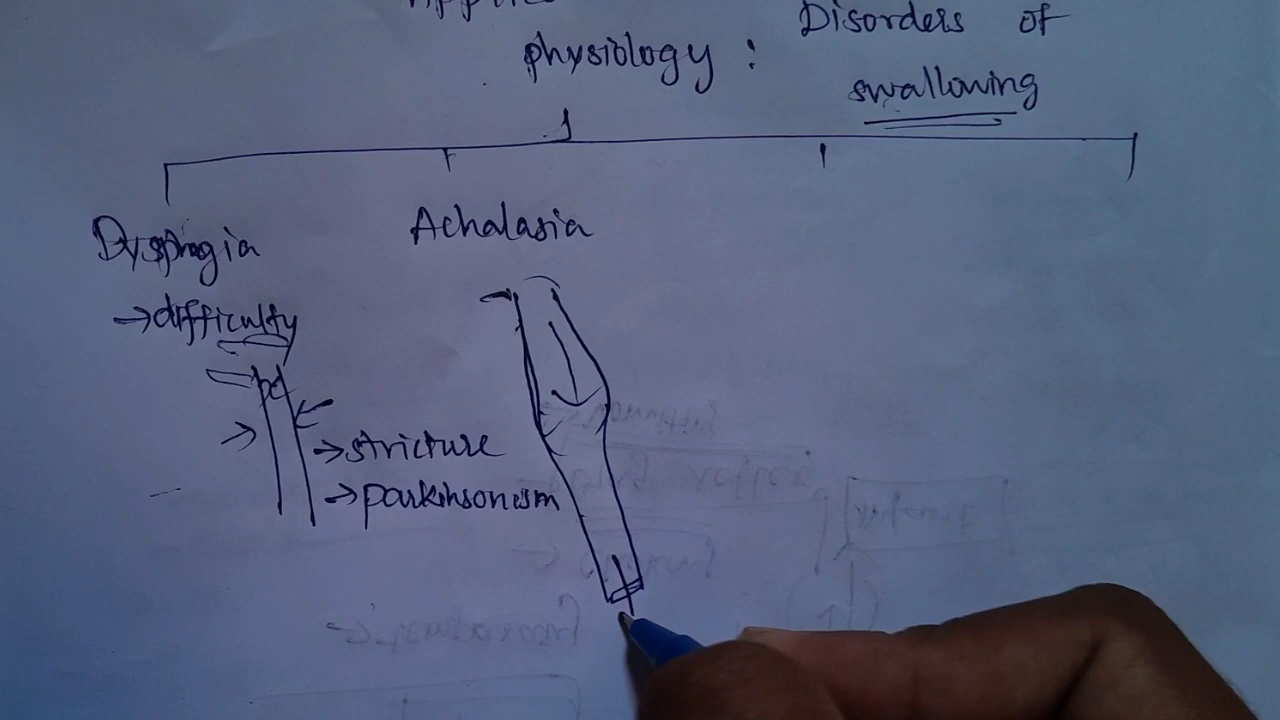 physiology : Disorders of
swallowing
Dysphagia
→difficulty
→stricture
→parkinsonism
Achalasia